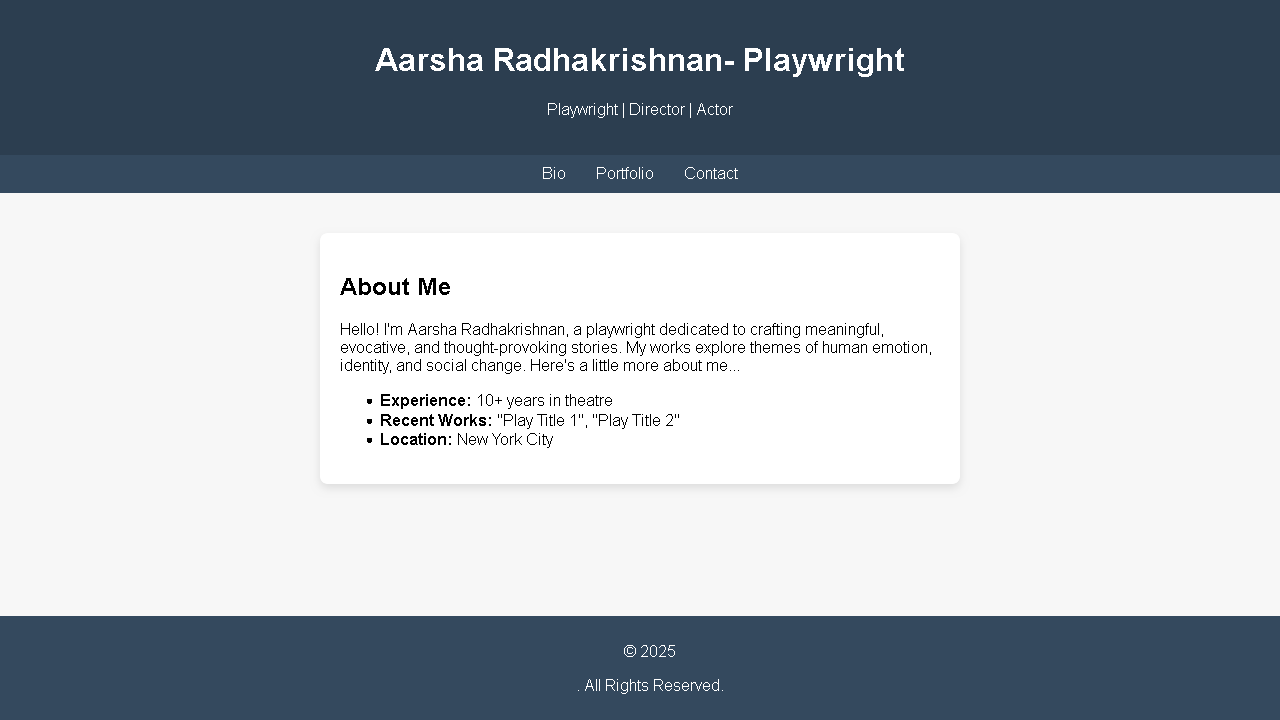 Aarsha Radhakrishnan- Playwright
Playwright | Director | Actor
Bio Portfolio Contact
About Me
Hello! I'm Aarsha Radhakrishnan, a playwright dedicated to crafting meaningful,
evocative, and thought-provoking stories. My works explore themes of human emotion,
identity, and social change. Here's a little more about me...
• Experience: 10+ years in theatre
• Recent Works: "Play Title 1", "Play Title 2"
• Location: New York City
© 2025
. All Rights Reserved.